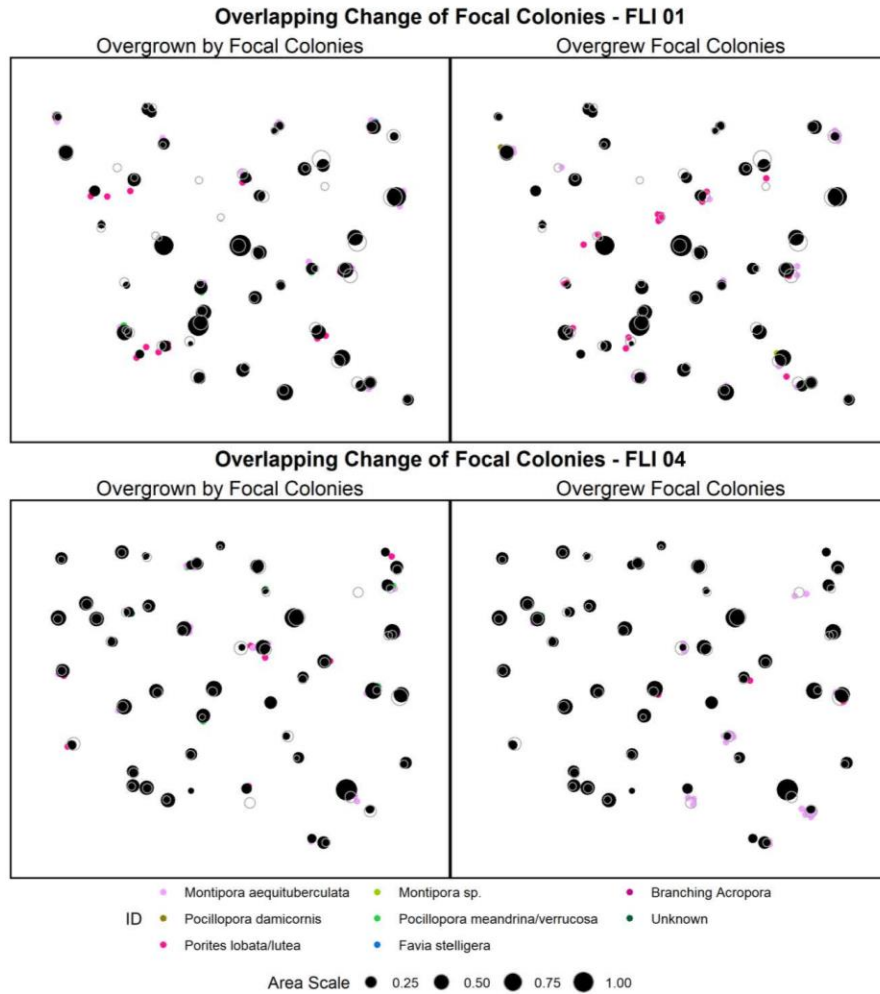 Overlapping Change of Focal Colonies - FLI 01
Overgrown by Focal Colonies Overgrew Focal Colonies
Overlapping Change of Focal Colonies - FLI 04
Overgrown by Focal Colonies Overgrew Focal Colonies
Montipora aequituberculata Montipora sp. Branching Acropora
ID Pocillopora damicornis Pocillopora meandrina/verrucosa Unknown
Porites lobata/lutea Favia stelligera
Area Scale 0.25 0.50 0.75 1.00